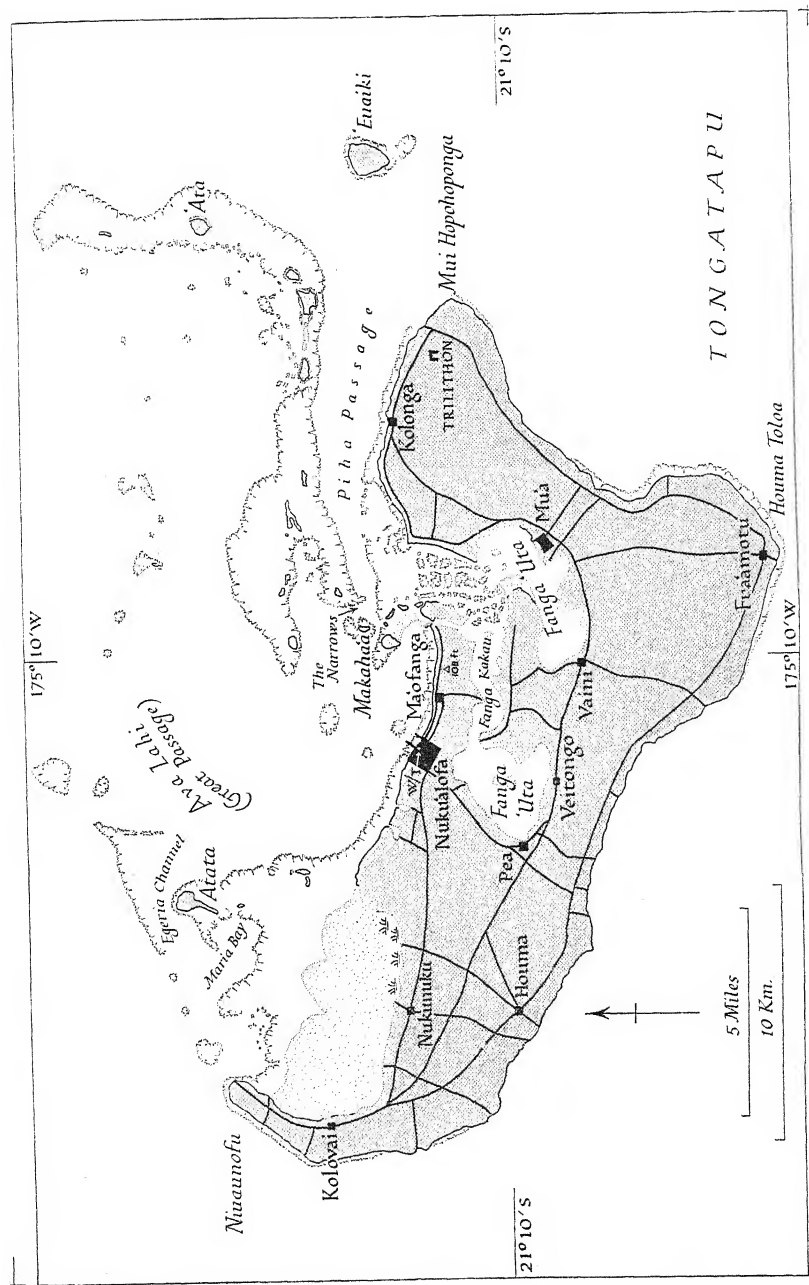 175° 10' W
Ava Lahi
(Great Passage)
Egeria Channel
Atata
Maria Bay
Niuaunofu
Kolovai
Nukunuku
Houma
W/T
Nuku'alofa
Ma'ofanga
108 ft
Makahaa
The
Narrows
Piha Passage
'Ata
'Euaiki
Mui Hopohoponga
Kolonga
TRILITHON
Mu'a
Fanga 'Uta
Fanga Kakau
Fanga
'Uta
Pea
Veitongo
Vaini
Fua'amotu
Houma Toloa
TONGATAPU
21° 10' S
21° 10' S
175° 10' W
5 Miles
10 Km.